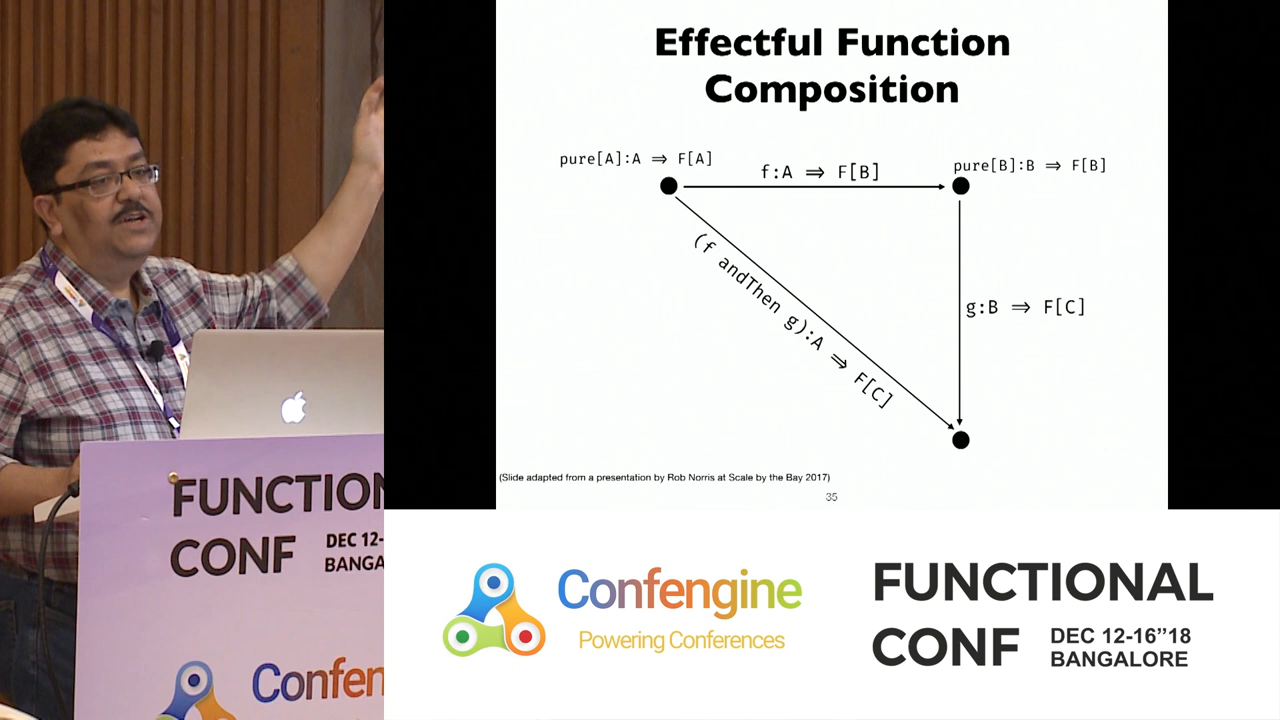 Effectful Function
Composition
pure[A]:A ⇒ F[A]
f:A ⇒ F[B]
pure[B]:B ⇒ F[B]
(f andThen g):A ⇒ F[C]
g:B ⇒ F[C]
(Slide adapted from a presentation by Rob Norris at Scale by the Bay 2017)
35
FUNCTION
CONF
DEC 12-
BANGA
Confen
Confengine
Powering Conferences
FUNCTIONAL
CONF
DEC 12-16”18
BANGALORE